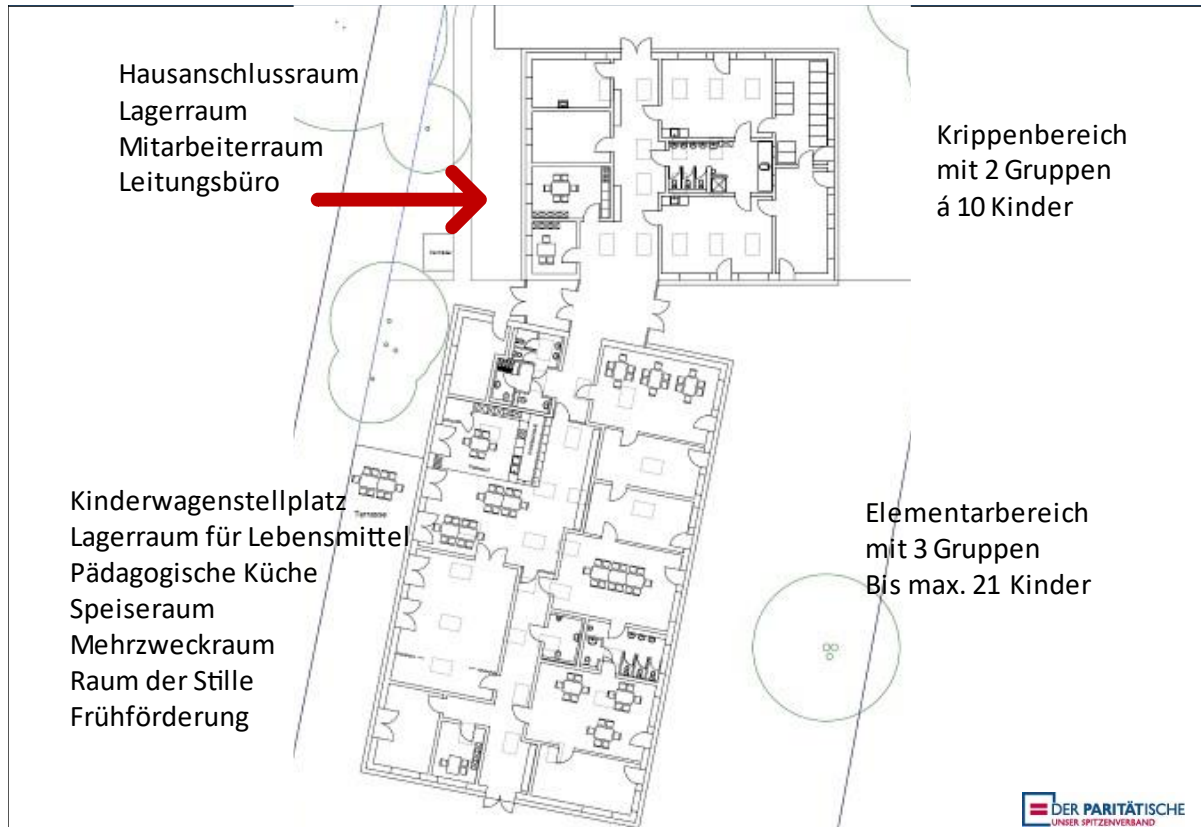 Hausanschlussraum
Lagerraum
Mitarbeiterraum
Leitungsbüro
Krippenbereich
mit 2 Gruppen
á 10 Kinder
Kinderwagenstellplatz
Lagerraum für Lebensmittel
Pädagogische Küche
Speiseraum
Mehrzweckraum
Raum der Stille
Frühförderung
Terrasse
Elementarbereich
mit 3 Gruppen
Bis max. 21 Kinder
DER PARITÄTISCHE
UNSER SPITZENVERBAND